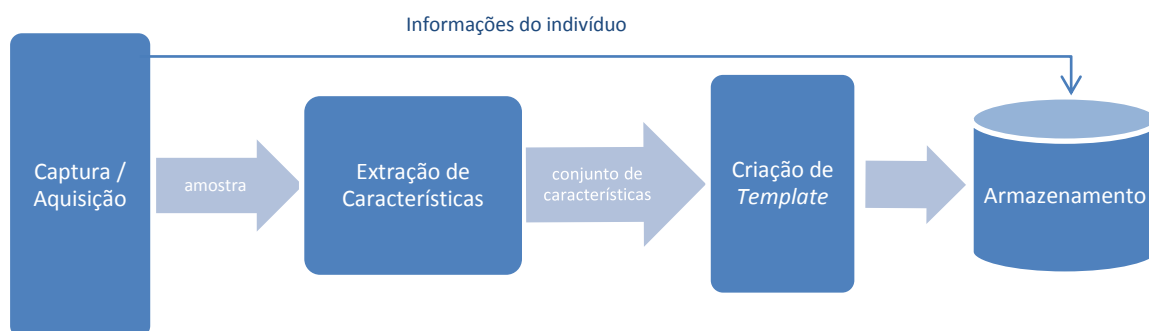 Informações do indivíduo
Captura /
Aquisição
amostra
Extração de
Características
conjunto de
características
Criação de
Template
Armazenamento